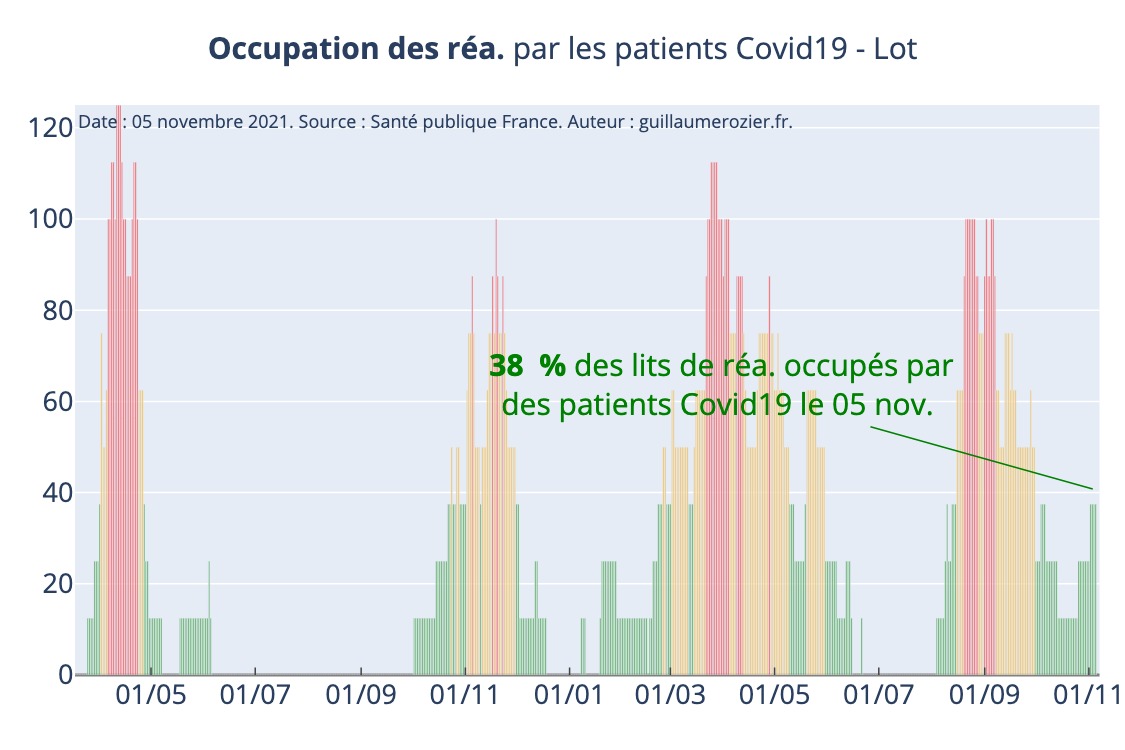 Occupation des réa. par les patients Covid19 - Lot
Date : 05 novembre 2021. Source : Santé publique France. Auteur : guillaumerozier.fr.
120
100
80
60
40
20
0
38 % des lits de réa. occupés par
des patients Covid19 le 05 nov.
01/05 01/07 01/09 01/11 01/01 01/03 01/05 01/07 01/09 01/11